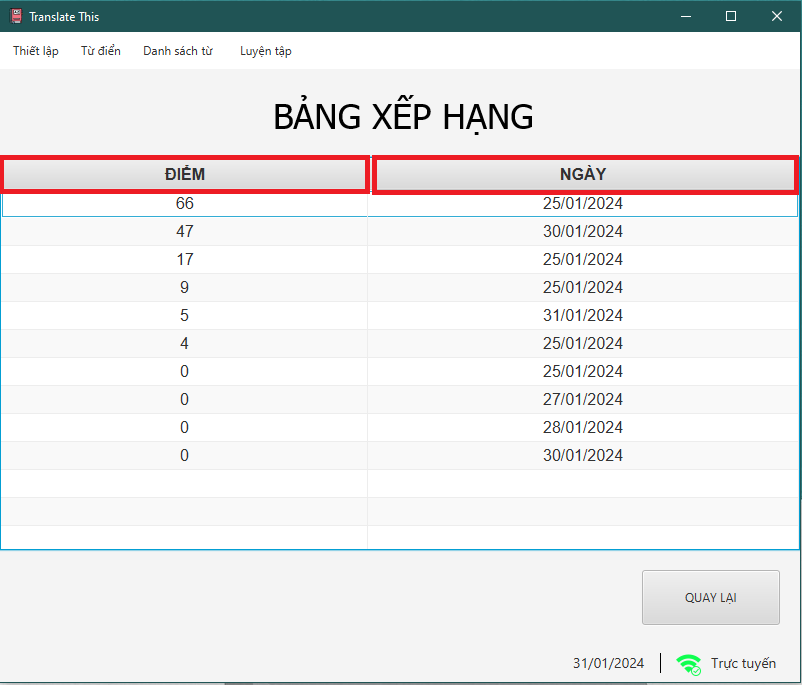 Translate This
Thiết lập Từ điển Danh sách từ Luyện tập
BẢNG XẾP HẠNG
ĐIỂM NGÀY
66 25/01/2024
47 30/01/2024
17 25/01/2024
9 25/01/2024
5 31/01/2024
4 25/01/2024
0 25/01/2024
0 27/01/2024
0 28/01/2024
0 30/01/2024
QUAY LẠI
31/01/2024 Trực tuyến